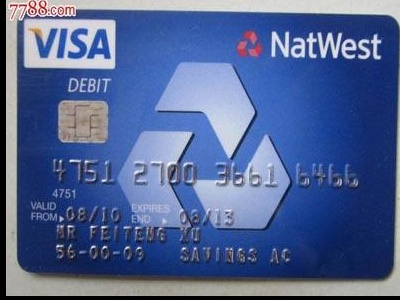 7788.com
VISA
NatWest
DEBIT
4751 2700 3661 6466
4751
VALID FROM 08/10 EXPIRES END 08/13
MR FEITENG XU
56-00-09 SAVINGS AC